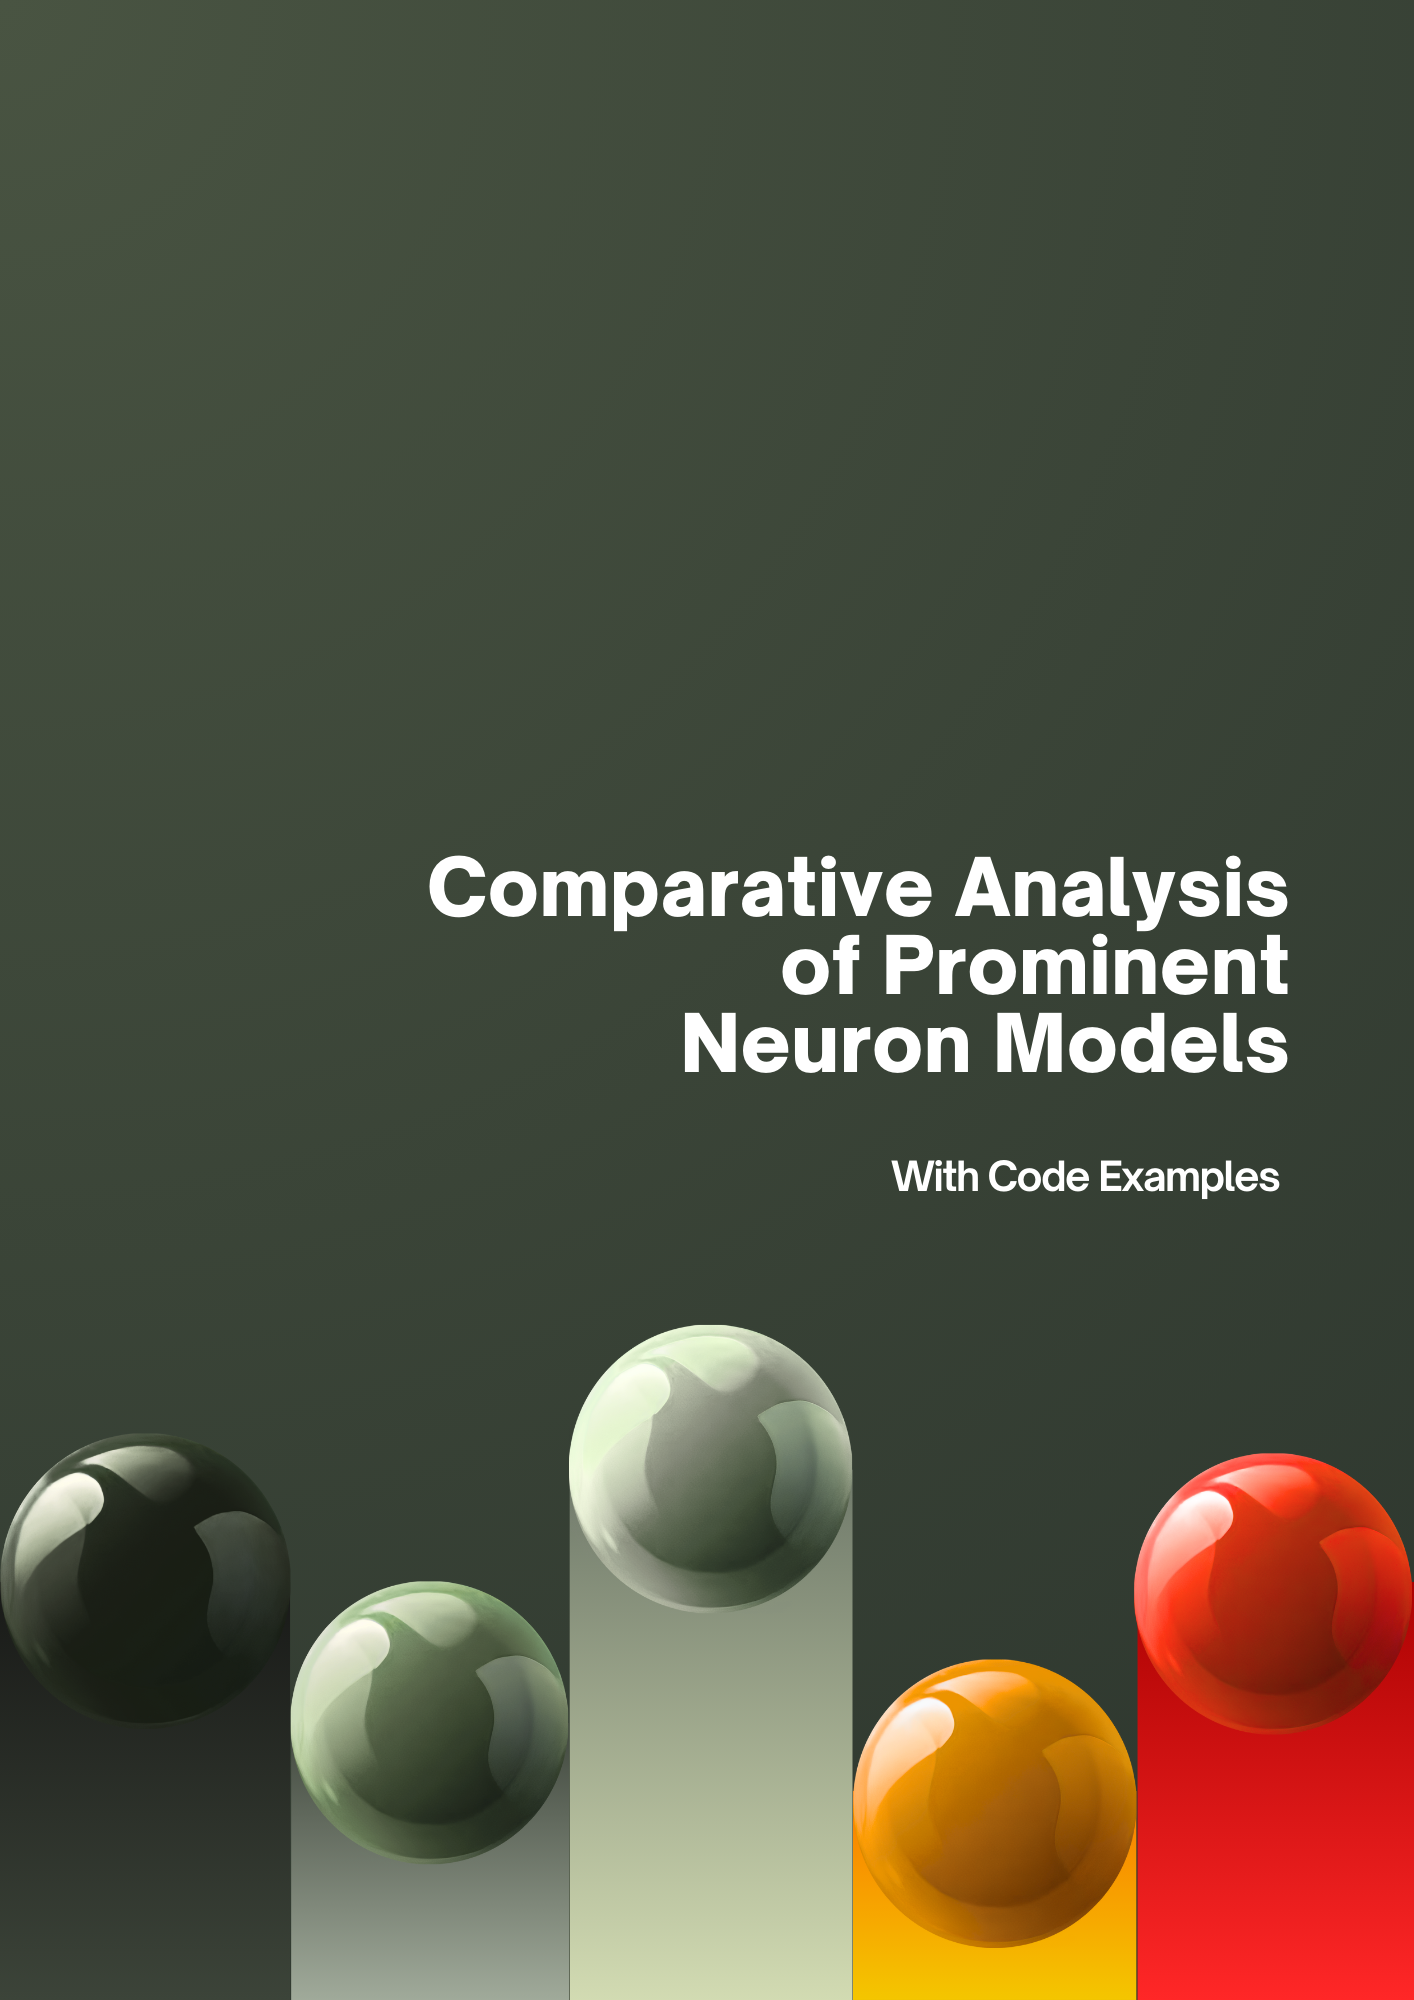 Comparative Analysis
of Prominent
Neuron Models
With Code Examples